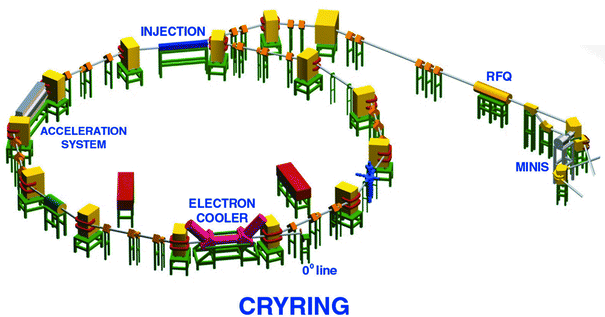 INJECTION
RFQ
ACCELERATION
SYSTEM
MINIS
ELECTRON
COOLER
0° line
CRYRING